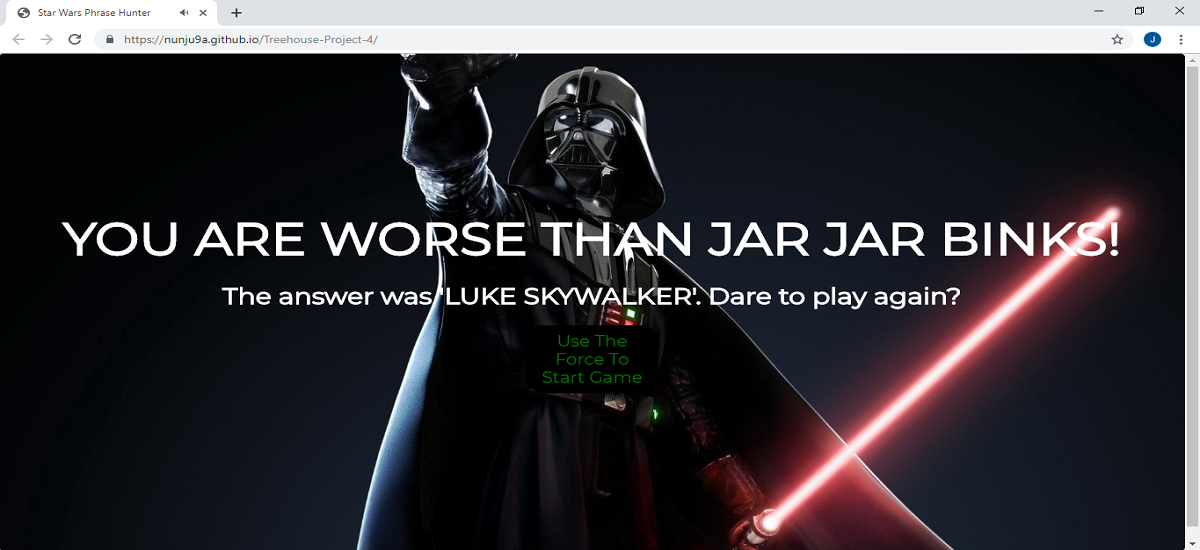 Star Wars Phrase Hunter
https://nunju9a.github.io/Treehouse-Project-4/
J
YOU ARE WORSE THAN JAR JAR BINKS!
The answer was 'LUKE SKYWALKER'. Dare to play again?
Use The
Force To
Start Game